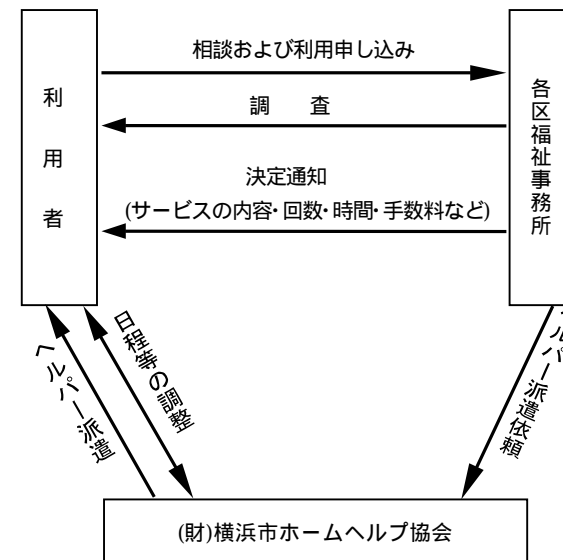 利用者
相談および利用申し込み
各区福祉事務所
調 査
決定通知
(サービスの内容・回数・時間・手数料など)
ヘルパー派遣
日程等の調整
ヘルパー派遣依頼
(財)横浜市ホームヘルプ協会